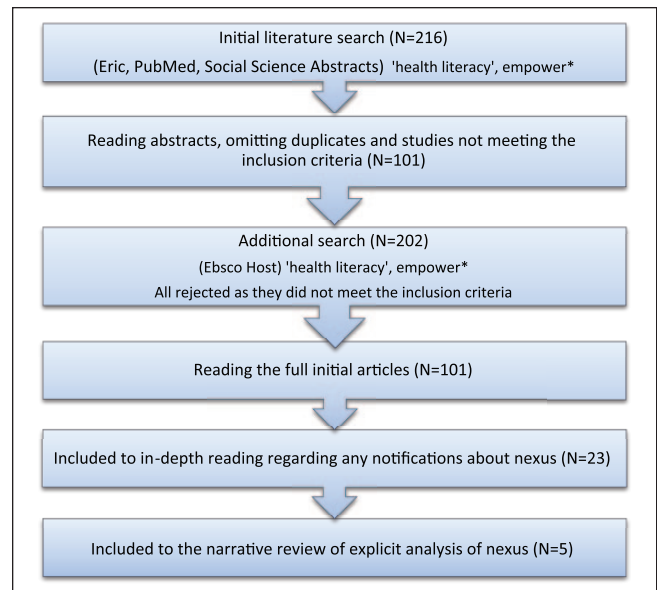 Initial literature search (N=216)
(Eric, PubMed, Social Science Abstracts) 'health literacy', empower*
Reading abstracts, omitting duplicates and studies not meeting the
inclusion criteria (N=101)
Additional search (N=202)
(Ebsco Host) 'health literacy', empower*
All rejected as they did not meet the inclusion criteria
Reading the full initial articles (N=101)
Included to in-depth reading regarding any notifications about nexus (N=23)
Included to the narrative review of explicit analysis of nexus (N=5)